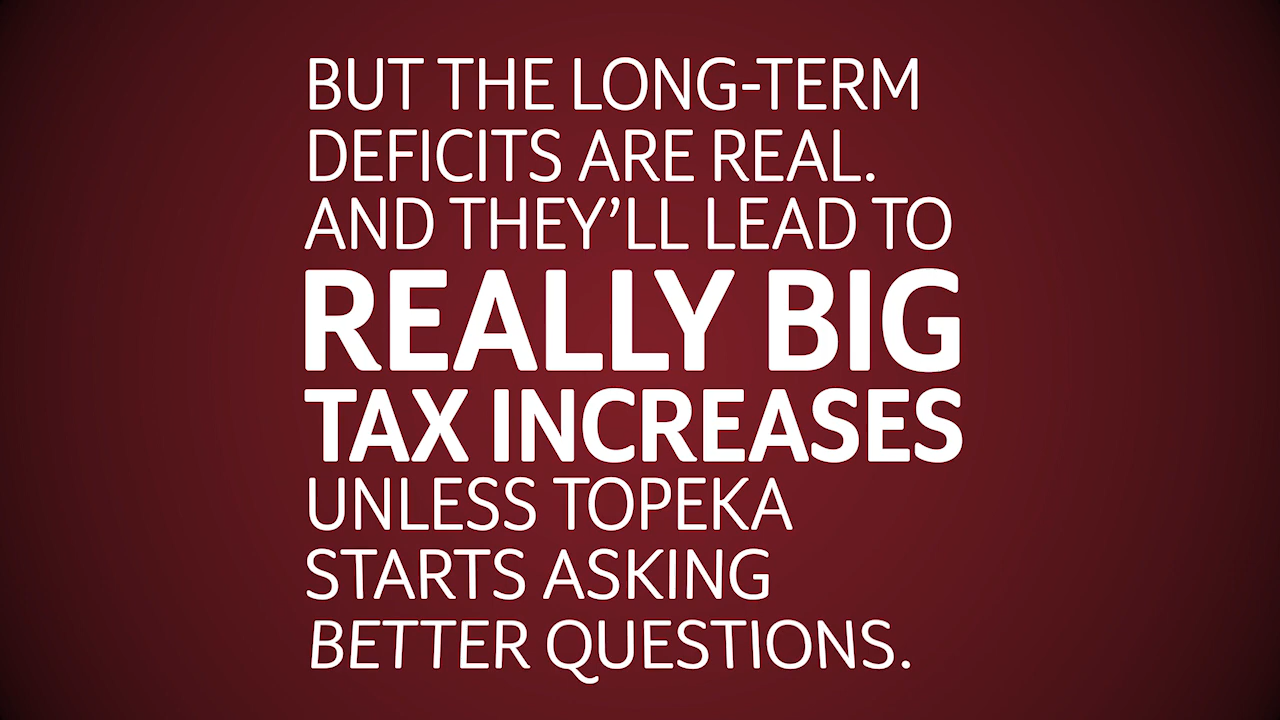 BUT THE LONG-TERM
DEFICITS ARE REAL.
AND THEY’LL LEAD TO
REALLY BIG
TAX INCREASES
UNLESS TOPEKA
STARTS ASKING
BETTER QUESTIONS.